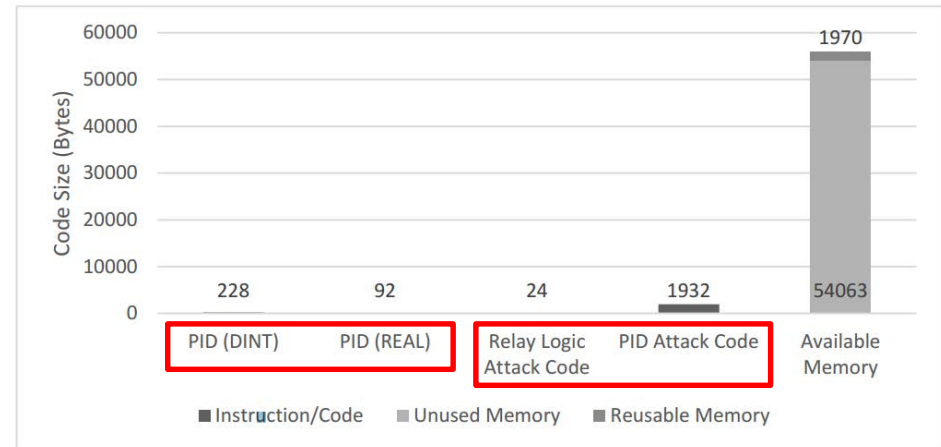 60000
50000
40000
30000
20000
10000
0
Code Size (Bytes)
228
92
24
1932
1970
54063
PID (DINT)
PID (REAL)
Relay Logic
Attack Code
PID Attack Code
Available
Memory
Instruction/Code
Unused Memory
Reusable Memory